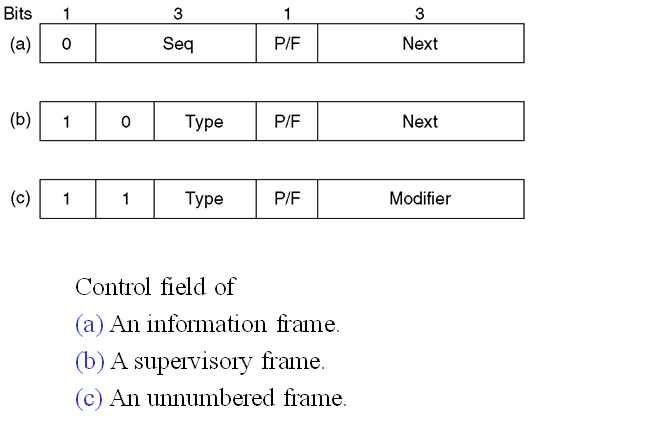 Bits 1 3 1 3
(a) 0 Seq P/F Next
(b) 1 0 Type P/F Next
(c) 1 1 Type P/F Modifier
Control field of
(a) An information frame.
(b) A supervisory frame.
(c) An unnumbered frame.